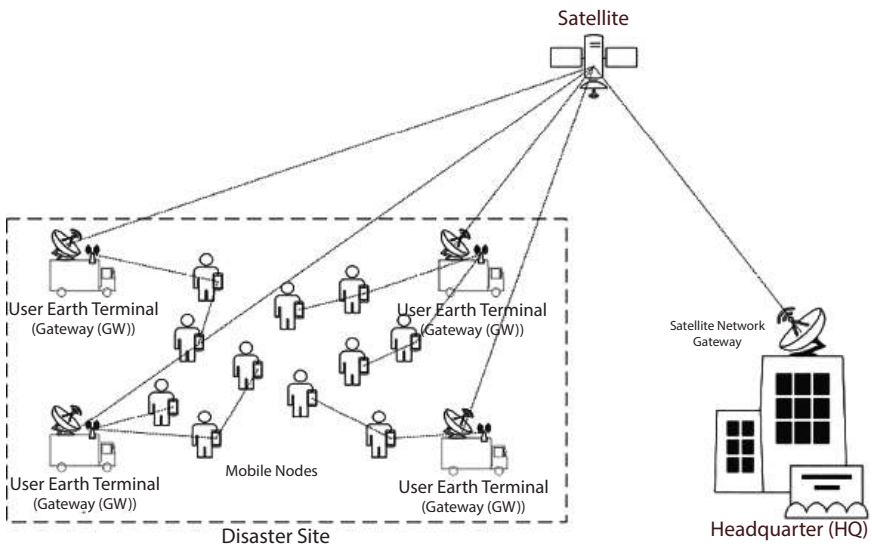 Satellite
User Earth Terminal
(Gateway (GW))
User Earth Terminal
(Gateway (GW))
Satellite Network
Gateway
User Earth Terminal
(Gateway (GW))
Mobile Nodes
User Earth Terminal
(Gateway (GW))
Disaster Site
Headquarter (HQ)